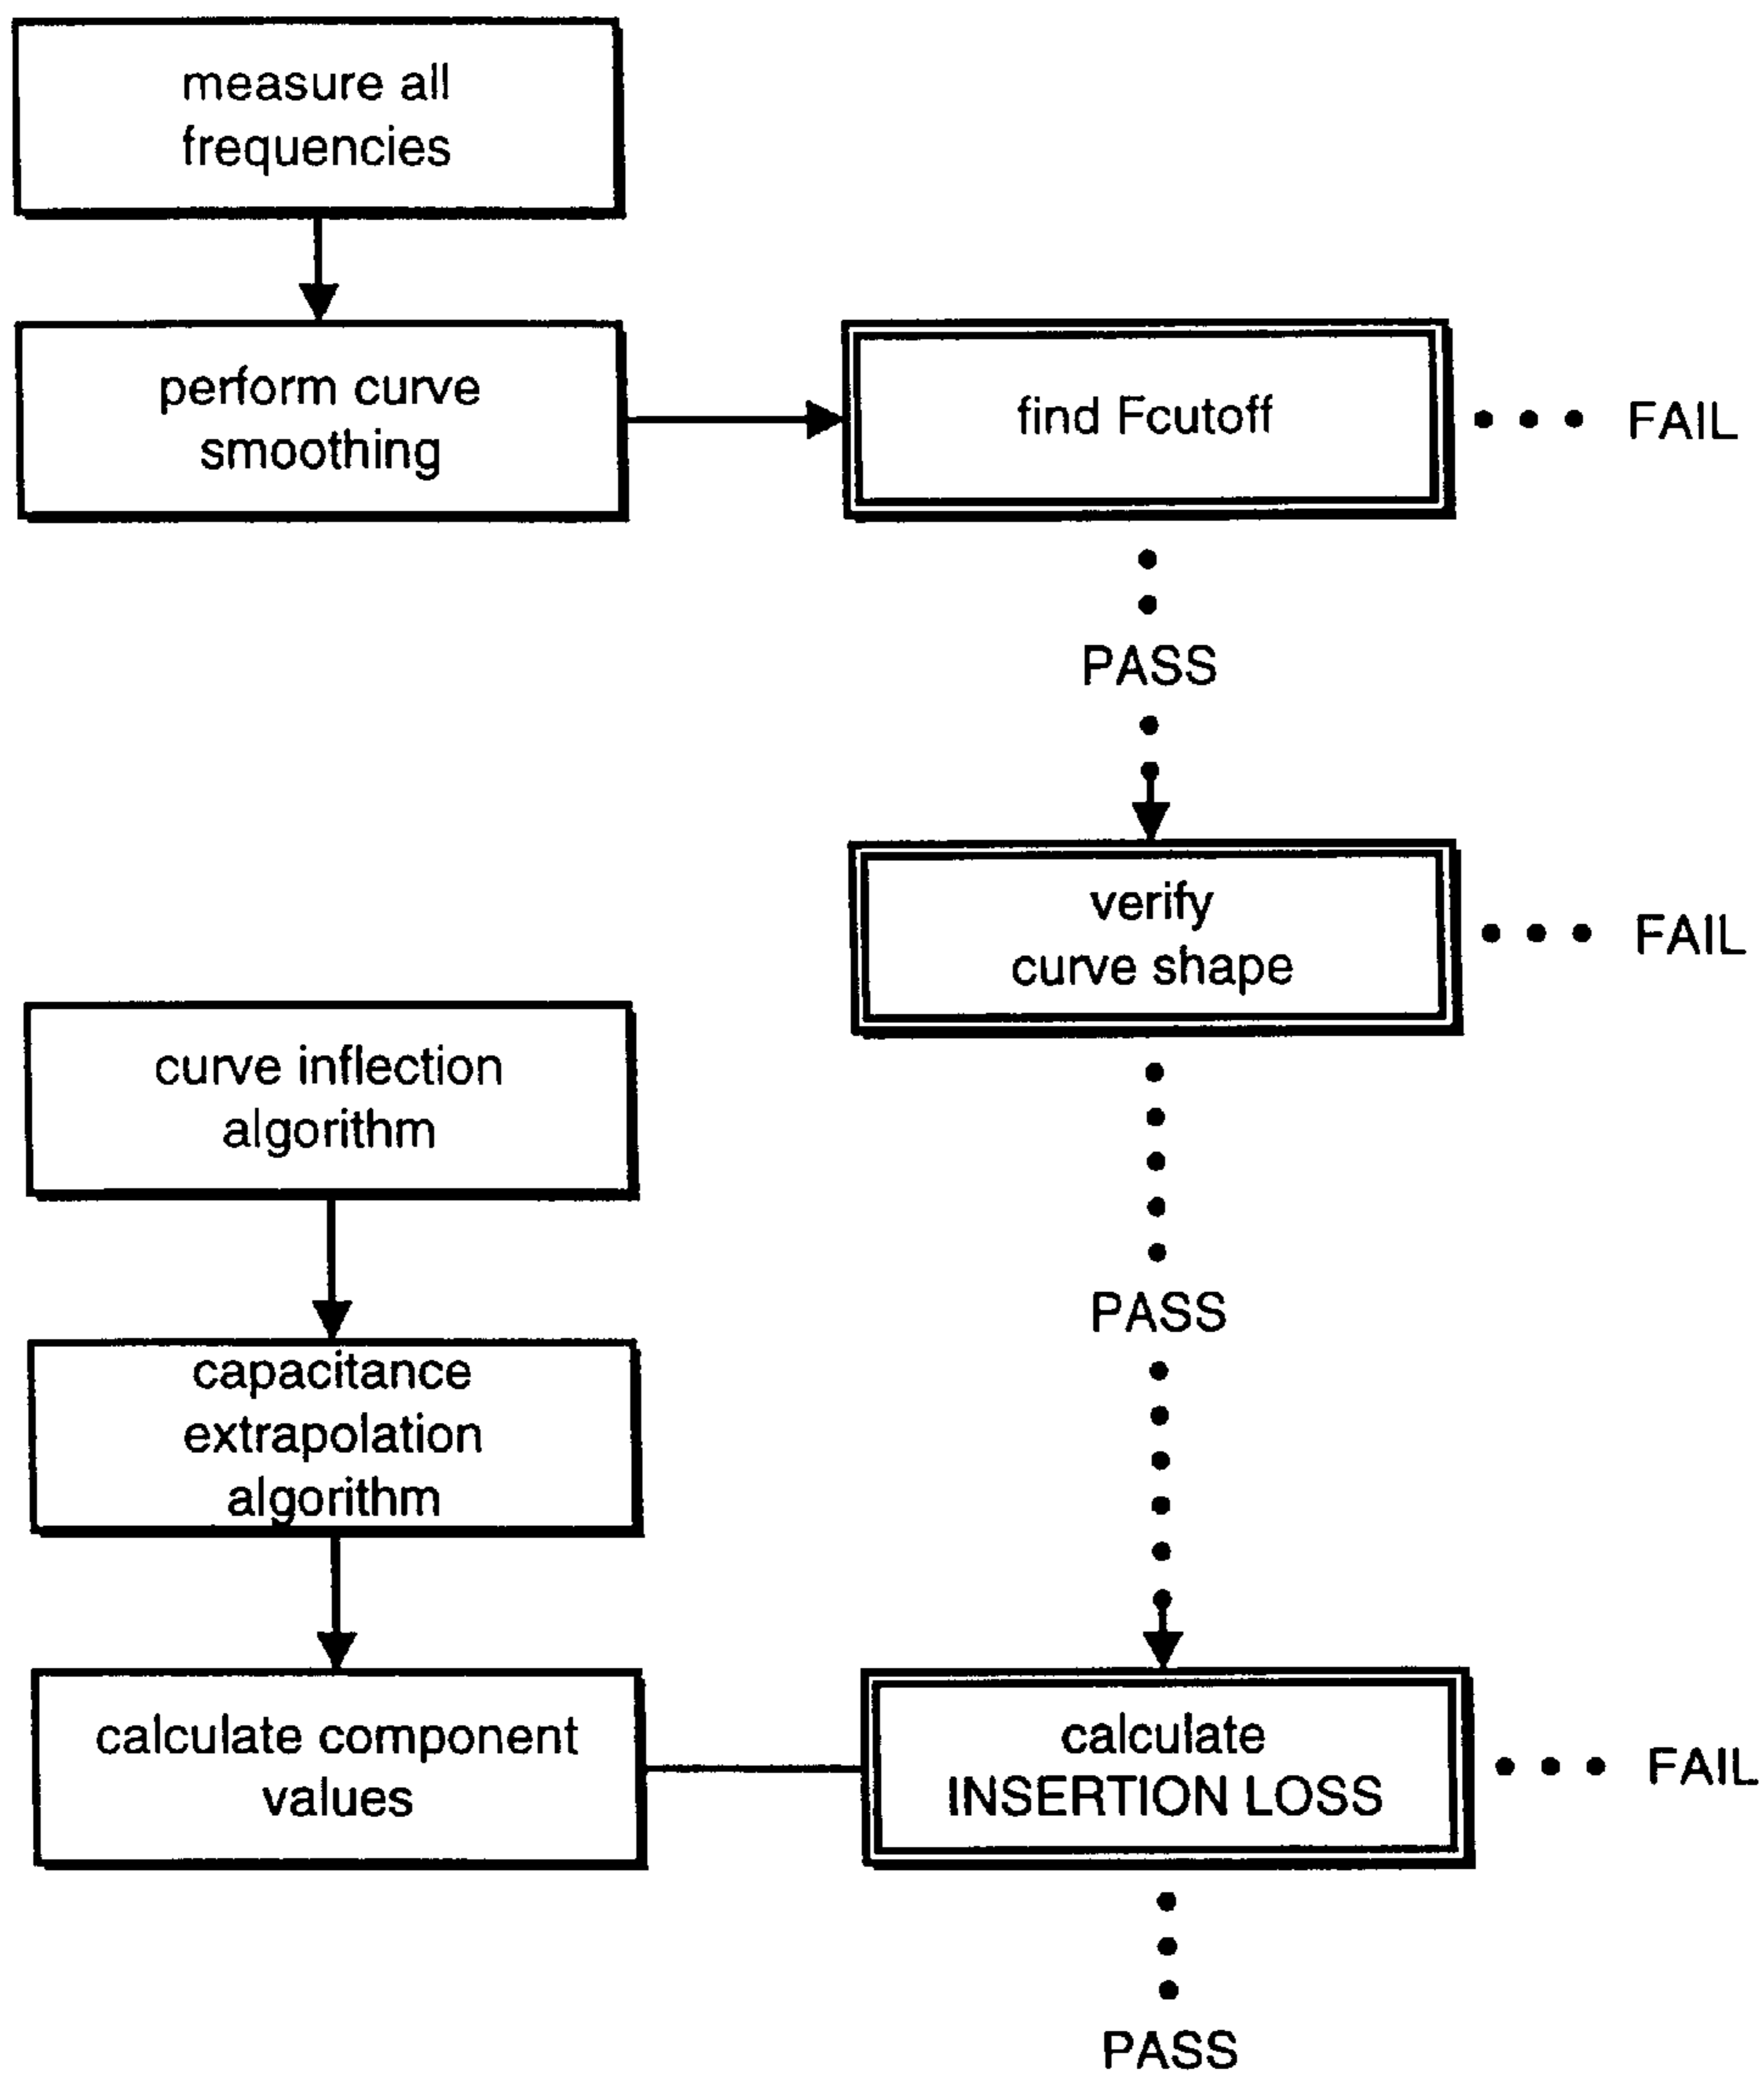 measure all
frequencies
perform curve
smoothing
find Fcutoff
FAIL
PASS
verify
curve shape
FAIL
curve inflection
algorithm
PASS
capacitance
extrapolation
algorithm
calculate component
values
calculate
INSERTION LOSS
FAIL
PASS